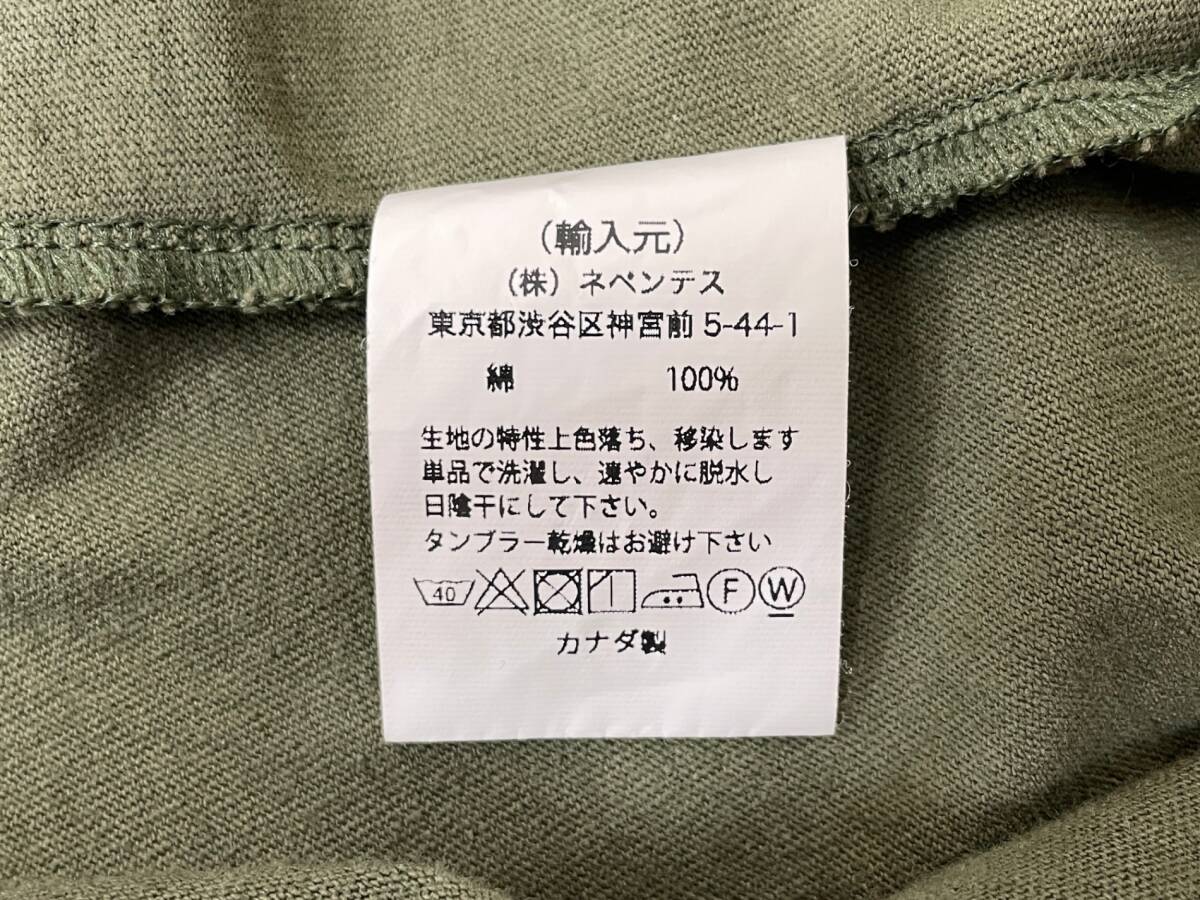 （輸入元）
（株）ネペンテス
東京都渋谷区神宮前 5-44-1
綿 100%
生地の特性上色落ち、移染します
単品で洗濯し、速やかに脱水し
日陰干にして下さい。
タンブラー乾燥はお避け下さい
40 F W
カナダ製